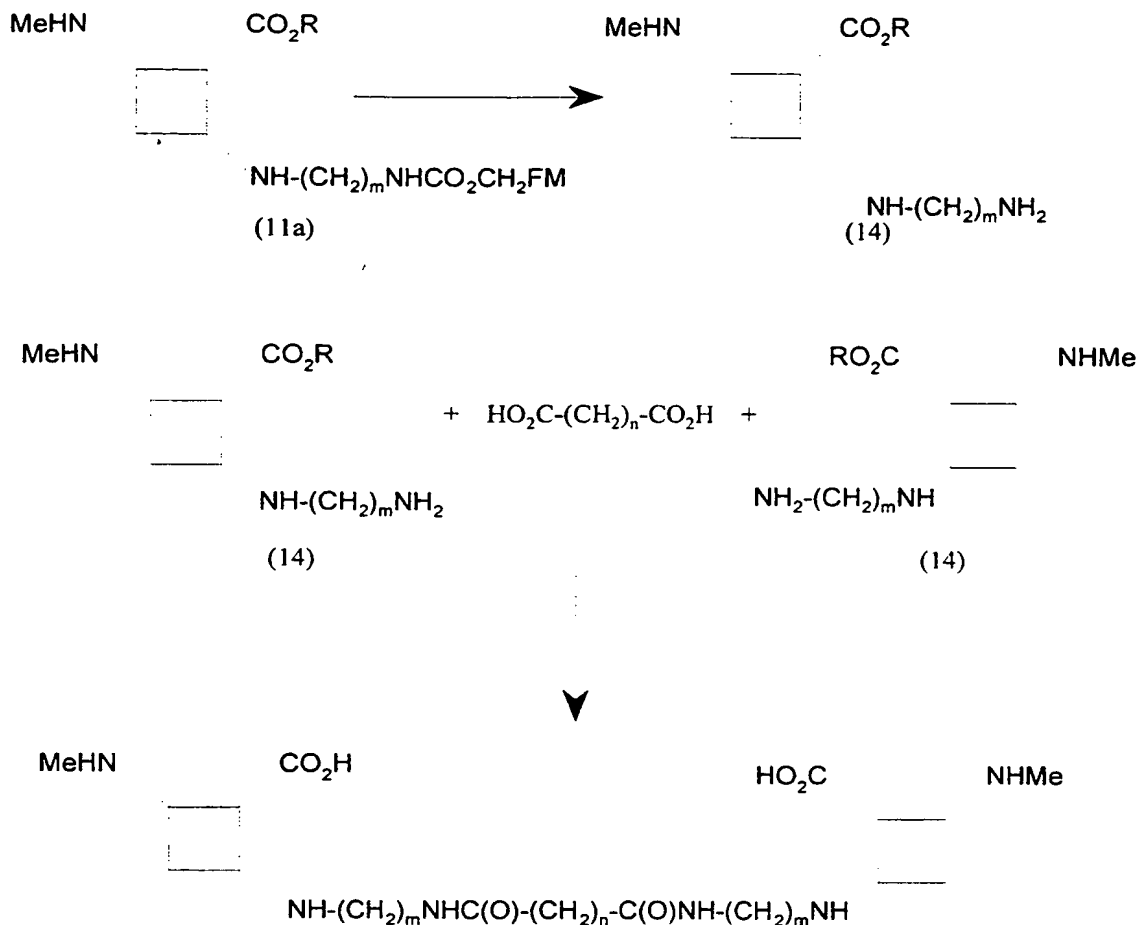 MeHN CO₂R MeHN CO₂R
NH-(CH₂)ₘNHCO₂CH₂FM
(11a)
NH-(CH₂)ₘNH₂
(14)
MeHN CO₂R RO₂C NHMe
+ HO₂C-(CH₂)ₙ-CO₂H +
NH-(CH₂)ₘNH₂ NH₂-(CH₂)ₘNH
(14) (14)
MeHN CO₂H HO₂C NHMe
NH-(CH₂)ₘNHC(O)-(CH₂)ₙ-C(O)NH-(CH₂)ₘNH